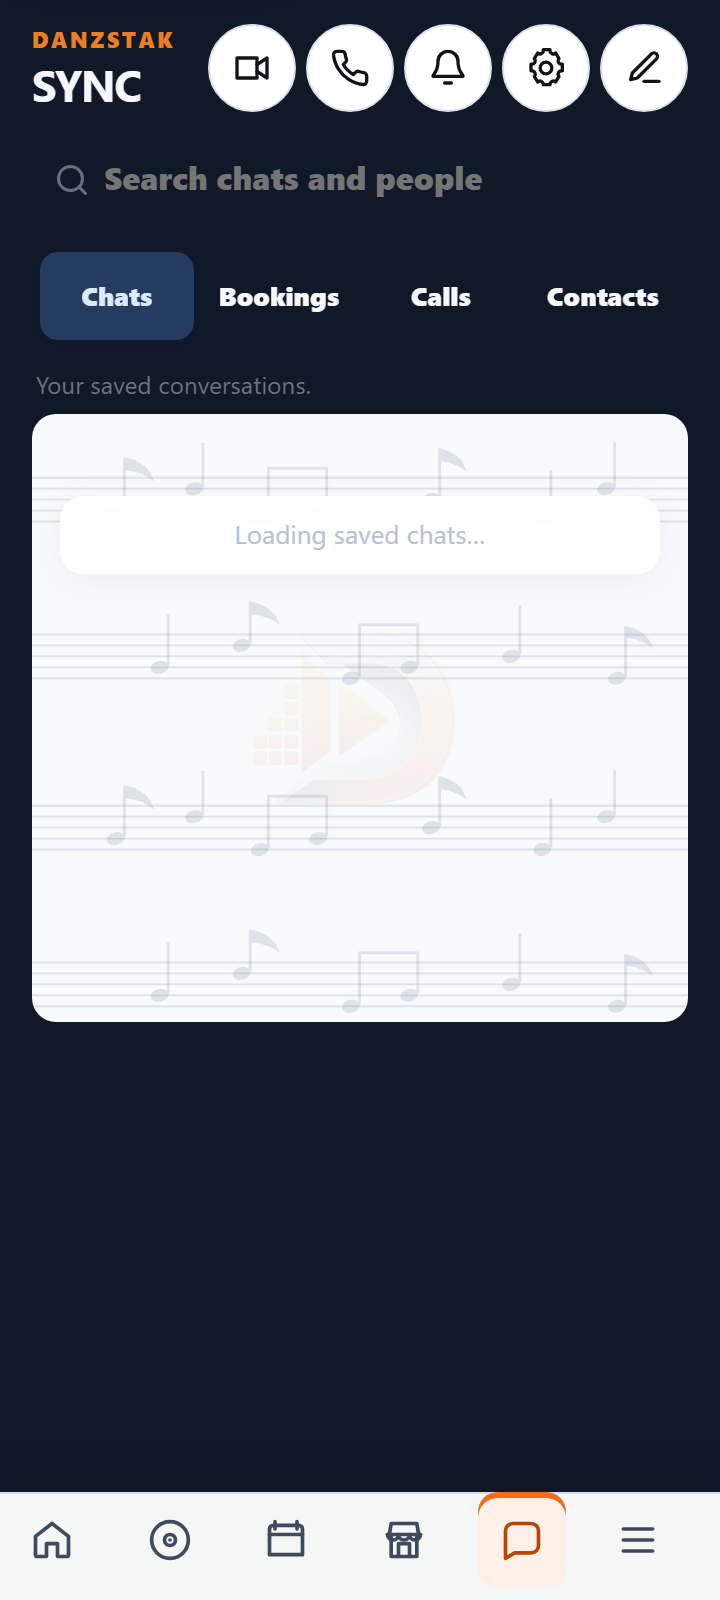 DANZSTAK
SYNC
Search chats and people
Chats Bookings Calls Contacts
Your saved conversations.
Loading saved chats...